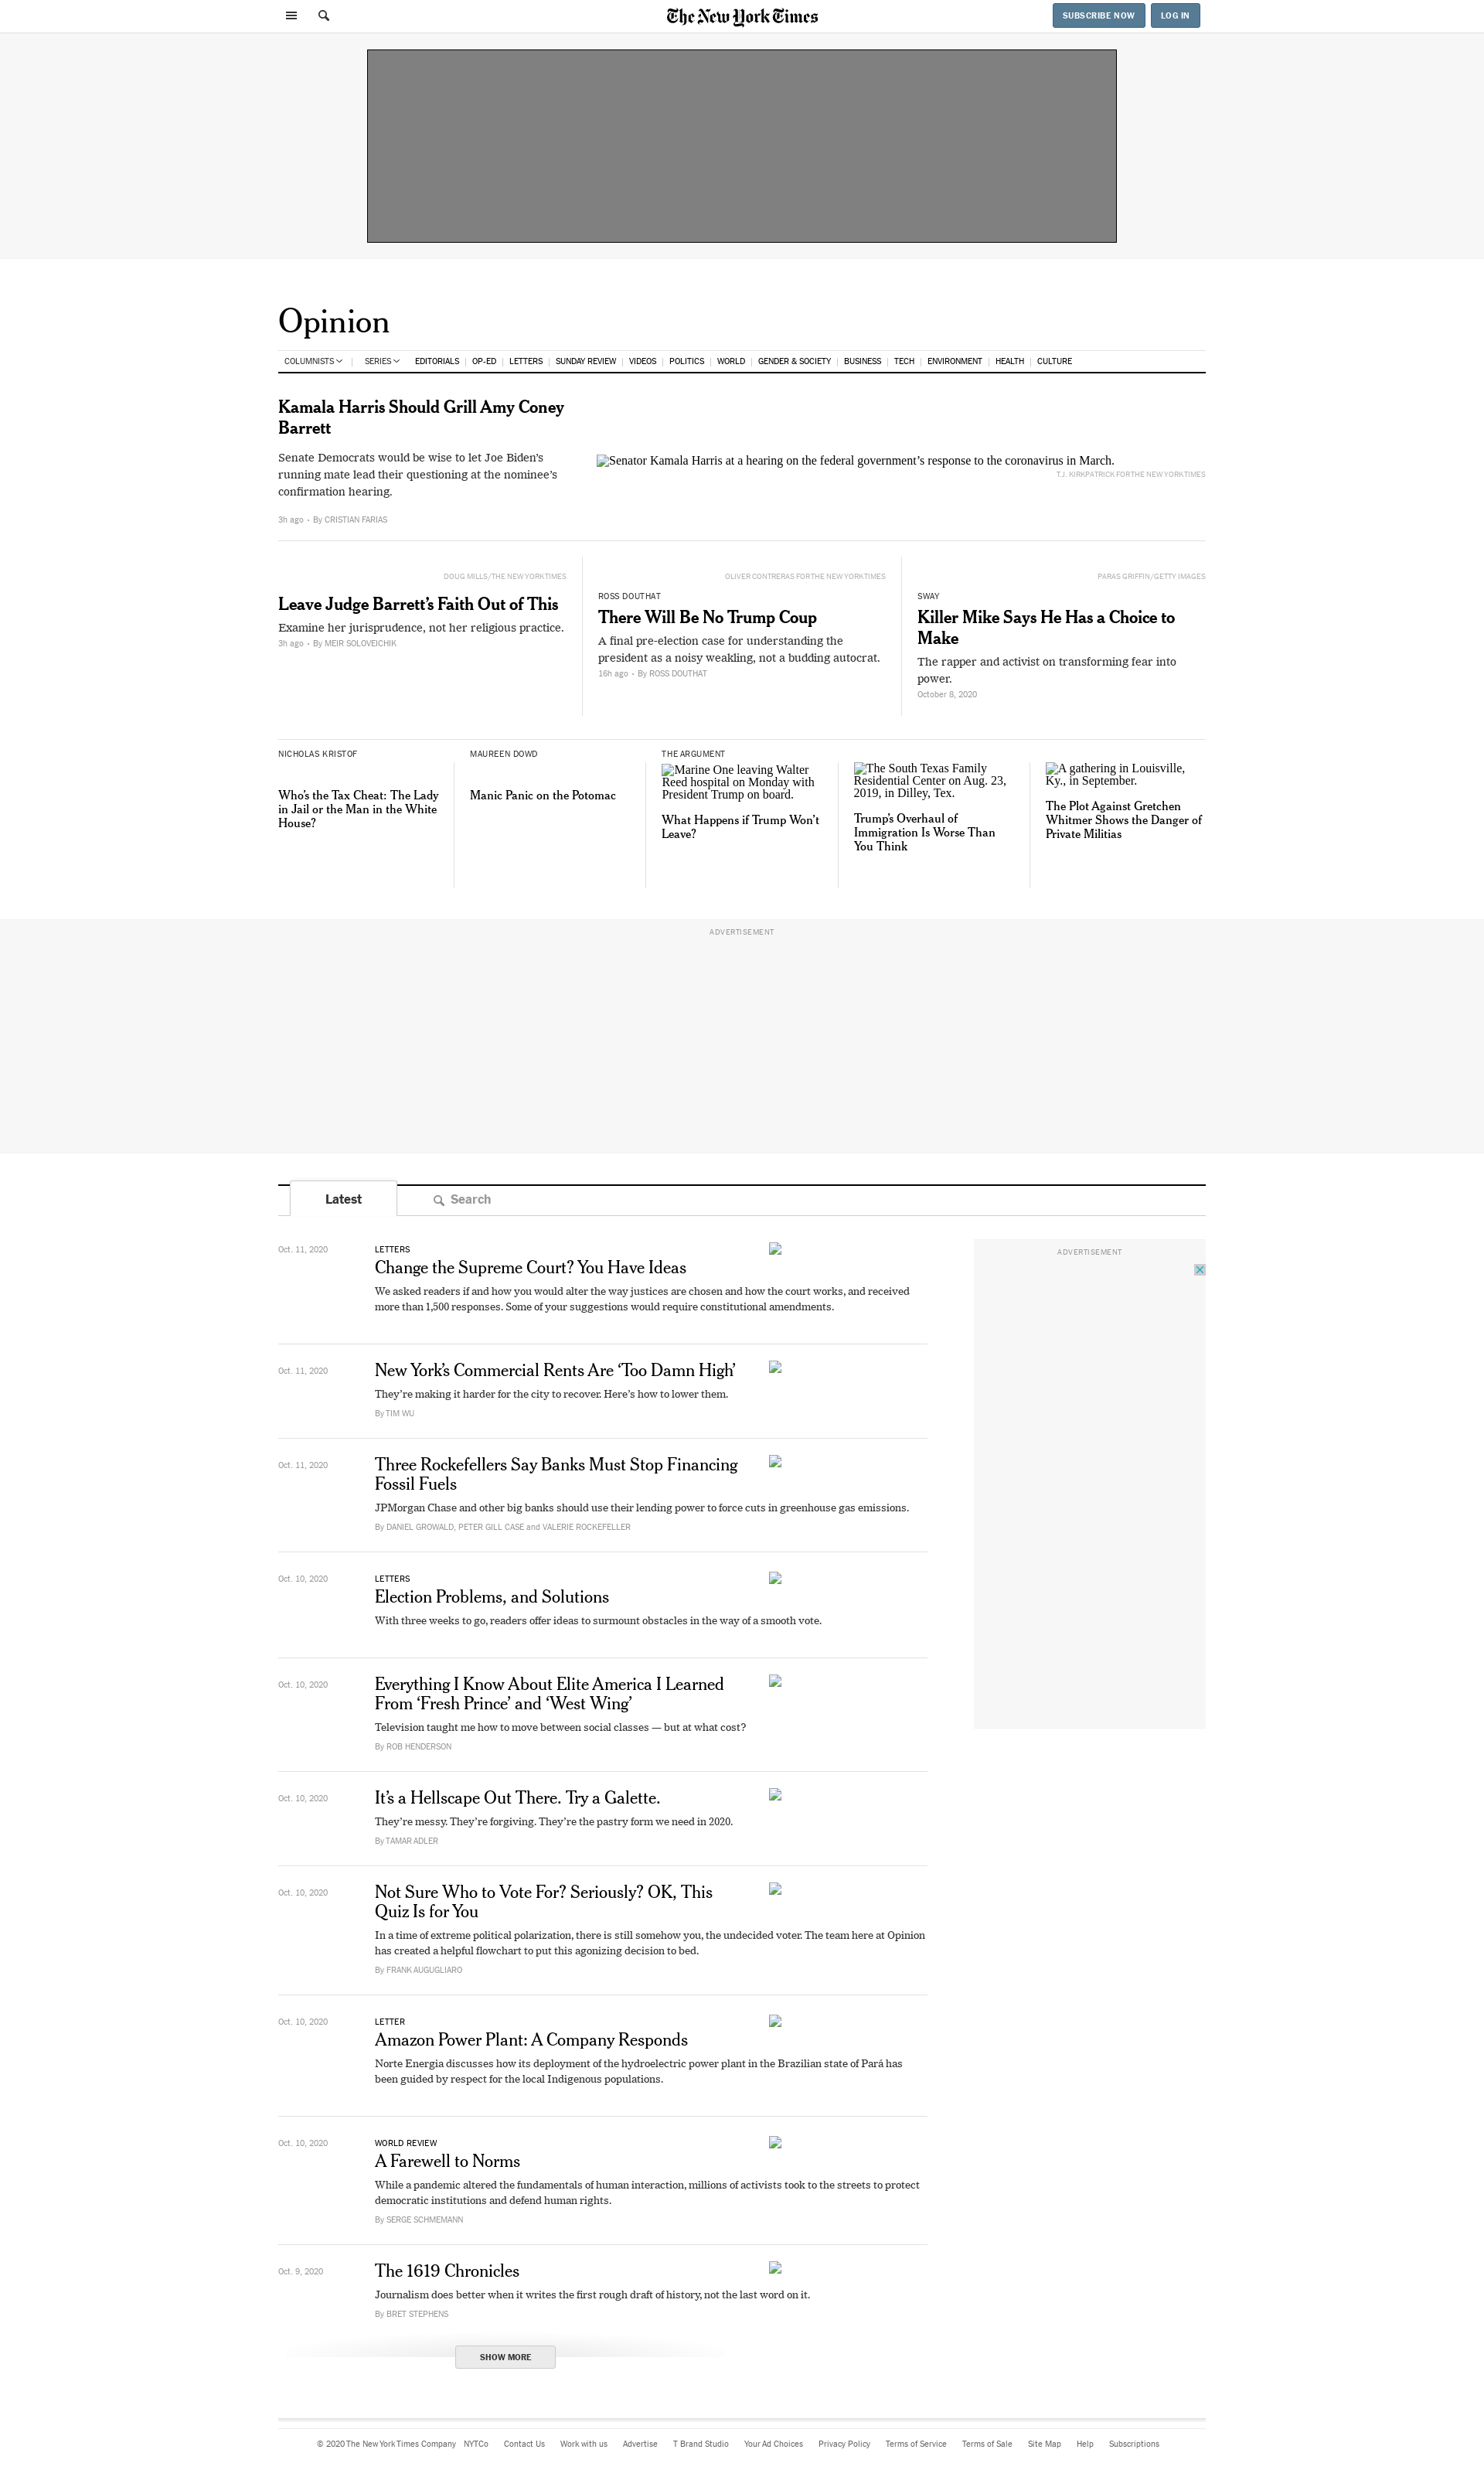 The New York Times
SUBSCRIBE NOW
LOG IN
Opinion
COLUMNISTS
SERIES
EDITORIALS
OP-ED
LETTERS
SUNDAY REVIEW
VIDEOS
POLITICS
WORLD
GENDER & SOCIETY
BUSINESS
TECH
ENVIRONMENT
HEALTH
CULTURE
Kamala Harris Should Grill Amy Coney
Barrett
Senate Democrats would be wise to let Joe Biden’s
running mate lead their questioning at the nominee’s
confirmation hearing.
3h ago · By CRISTIAN FARIAS
Senator Kamala Harris at a hearing on the federal government’s response to the coronavirus in March.
T.J. KIRKPATRICK FOR THE NEW YORK TIMES
DOUG MILLS/THE NEW YORK TIMES
Leave Judge Barrett’s Faith Out of This
Examine her jurisprudence, not her religious practice.
3h ago · By MEIR SOLOVEICHIK
OLIVER CONTRERAS FOR THE NEW YORK TIMES
ROSS DOUTHAT
There Will Be No Trump Coup
A final pre-election case for understanding the
president as a noisy weakling, not a budding autocrat.
16h ago · By ROSS DOUTHAT
PARAS GRIFFIN/GETTY IMAGES
SWAY
Killer Mike Says He Has a Choice to
Make
The rapper and activist on transforming fear into
power.
October 8, 2020
NICHOLAS KRISTOF
Who’s the Tax Cheat: The Lady
in Jail or the Man in the White
House?
MAUREEN DOWD
Manic Panic on the Potomac
THE ARGUMENT
Marine One leaving Walter
Reed hospital on Monday with
President Trump on board.
What Happens if Trump Won’t
Leave?
The South Texas Family
Residential Center on Aug. 23,
2019, in Dilley, Tex.
Trump’s Overhaul of
Immigration Is Worse Than
You Think
A gathering in Louisville,
Ky., in September.
The Plot Against Gretchen
Whitmer Shows the Danger of
Private Militias
ADVERTISEMENT
Latest
Search
Oct. 11, 2020
LETTERS
Change the Supreme Court? You Have Ideas
We asked readers if and how you would alter the way justices are chosen and how the court works, and received
more than 1,500 responses. Some of your suggestions would require constitutional amendments.
ADVERTISEMENT
Oct. 11, 2020
New York’s Commercial Rents Are ‘Too Damn High’
They’re making it harder for the city to recover. Here’s how to lower them.
By TIM WU
Oct. 11, 2020
Three Rockefellers Say Banks Must Stop Financing
Fossil Fuels
JPMorgan Chase and other big banks should use their lending power to force cuts in greenhouse gas emissions.
By DANIEL GROWALD, PETER GILL CASE and VALERIE ROCKEFELLER
Oct. 10, 2020
LETTERS
Election Problems, and Solutions
With three weeks to go, readers offer ideas to surmount obstacles in the way of a smooth vote.
Oct. 10, 2020
Everything I Know About Elite America I Learned
From ‘Fresh Prince’ and ‘West Wing’
Television taught me how to move between social classes — but at what cost?
By ROB HENDERSON
Oct. 10, 2020
It’s a Hellscape Out There. Try a Galette.
They’re messy. They’re forgiving. They’re the pastry form we need in 2020.
By TAMAR ADLER
Oct. 10, 2020
Not Sure Who to Vote For? Seriously? OK, This
Quiz Is for You
In a time of extreme political polarization, there is still somehow you, the undecided voter. The team here at Opinion
has created a helpful flowchart to put this agonizing decision to bed.
By FRANK AUGUGLIARO
Oct. 10, 2020
LETTER
Amazon Power Plant: A Company Responds
Norte Energia discusses how its deployment of the hydroelectric power plant in the Brazilian state of Pará has
been guided by respect for the local Indigenous populations.
Oct. 10, 2020
WORLD REVIEW
A Farewell to Norms
While a pandemic altered the fundamentals of human interaction, millions of activists took to the streets to protect
democratic institutions and defend human rights.
By SERGE SCHMEMANN
Oct. 9, 2020
The 1619 Chronicles
Journalism does better when it writes the first rough draft of history, not the last word on it.
By BRET STEPHENS
SHOW MORE
© 2020 The New York Times Company
NYTCo
Contact Us
Work with us
Advertise
T Brand Studio
Your Ad Choices
Privacy Policy
Terms of Service
Terms of Sale
Site Map
Help
Subscriptions